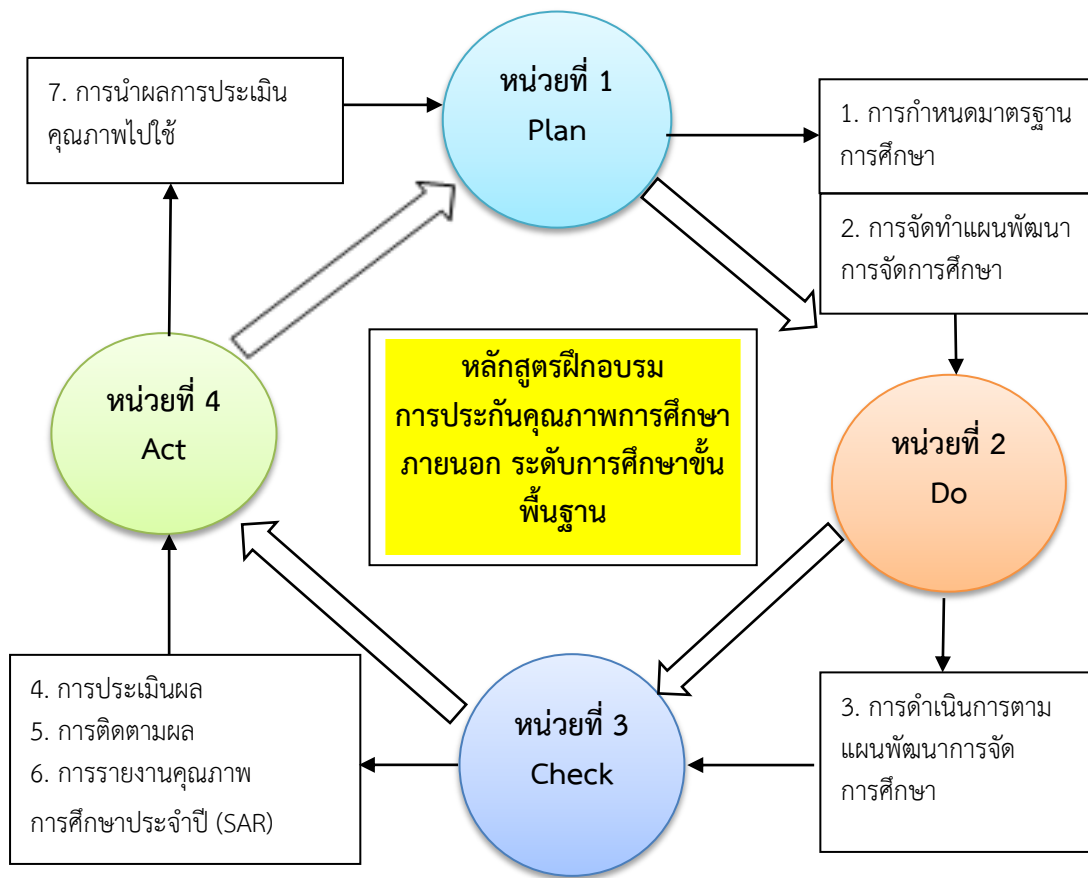 หน่วยที่ 1
Plan
1. การกำหนดมาตรฐาน
การศึกษา
2. การจัดทำแผนพัฒนา
การจัดการศึกษา
หน่วยที่ 2
Do
3. การดำเนินการตาม
แผนพัฒนาการจัด
การศึกษา
หน่วยที่ 3
Check
4. การประเมินผล
5. การติดตามผล
6. การรายงานคุณภาพ
การศึกษาประจำปี (SAR)
หน่วยที่ 4
Act
7. การนำผลการประเมิน
คุณภาพไปใช้
หลักสูตรฝึกอบรม
การประกันคุณภาพการศึกษา
ภายนอก ระดับการศึกษาขั้น
พื้นฐาน